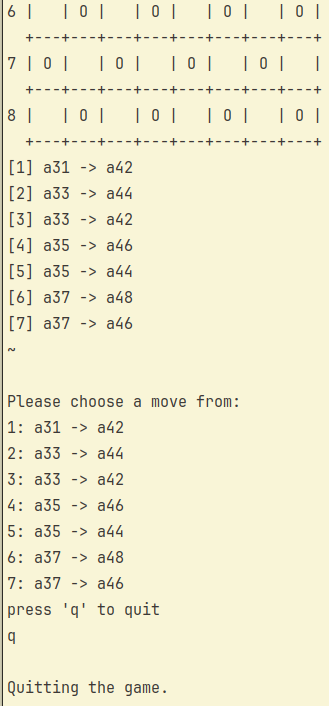 6 |   | O |   | O |   | O |   | O |
  +---+---+---+---+---+---+---+---+
7 | O |   | O |   | O |   | O |   |
  +---+---+---+---+---+---+---+---+
8 |   | O |   | O |   | O |   | O |
  +---+---+---+---+---+---+---+---+
[1] a31 -> a42
[2] a33 -> a44
[3] a33 -> a42
[4] a35 -> a46
[5] a35 -> a44
[6] a37 -> a48
[7] a37 -> a46
~
Please choose a move from:
1: a31 -> a42
2: a33 -> a44
3: a33 -> a42
4: a35 -> a46
5: a35 -> a44
6: a37 -> a48
7: a37 -> a46
press 'q' to quit
q
Quitting the game.